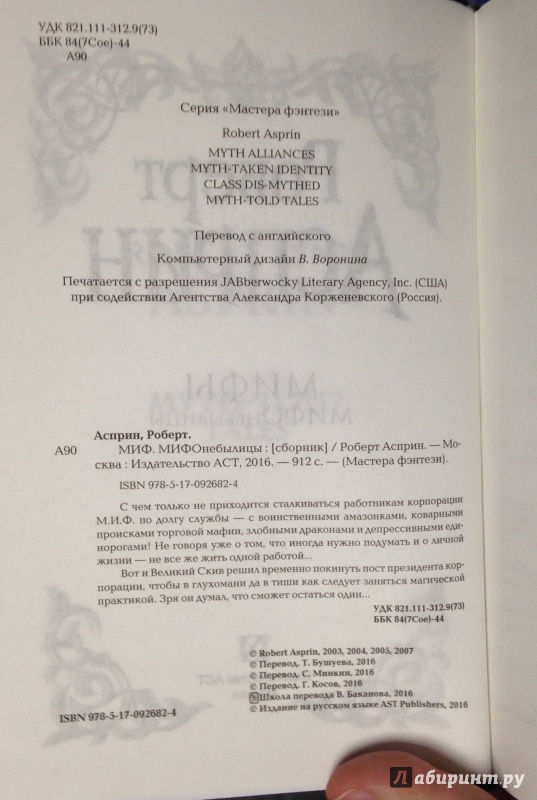 УДК 821.111-312.9(73)
ББК 84(7Сое)-44
А90
Серия «Мастера фэнтези»
Robert Asprin
MYTH ALLIANCES
MYTH-TAKEN IDENTITY
CLASS DIS-MYTHED
MYTH-TOLD TALES
Перевод с английского
Компьютерный дизайн В. Воронина
Печатается с разрешения JABberwocky Literary Agency, Inc. (США)
при содействии Агентства Александра Корженевского (Россия).
Асприн, Роберт.
А90 МИФ. МИФОнебылицы : [сборник] / Роберт Асприн. — Мо-
сква : Издательство АСТ, 2016. — 912 с. — (Мастера фэнтези).
ISBN 978-5-17-092682-4
С чем только не приходится сталкиваться работникам корпорации
М.И.Ф. по долгу службы — с воинственными амазонками, коварными
происками торговой мафии, злобными драконами и депрессивными еди-
норогами! Не говоря уже о том, что иногда нужно подумать и о личной
жизни — не все же жить одной работой...
Вот и Великий Скив решил временно покинуть пост президента кор-
порации, чтобы в глухомани да в тиши как следует заняться магической
практикой. Зря он думал, что сможет остаться один...
УДК 821.111-312.9(73)
ББК 84(7Сое)-44
© Robert Asprin, 2003, 2004, 2005, 2007
© Перевод. Т. Бушуева, 2016
© Перевод. С. Минкин, 2016
© Перевод. Г. Косов, 2016
Школа перевода В. Баканова, 2016
© Издание на русском языке AST Publishers, 2016
ISBN 978-5-17-092682-4
Лабиринт.ру